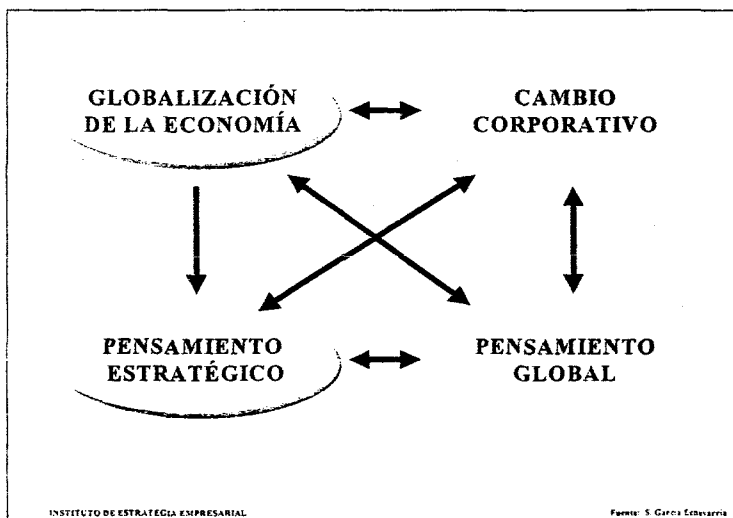 GLOBALIZACIÓN
DE LA ECONOMÍA
CAMBIO
CORPORATIVO
PENSAMIENTO
ESTRATÉGICO
PENSAMIENTO
GLOBAL
INSTITUTO DE ESTRATEGIA EMPRESARIAL
Fuente: S. García Echevarría